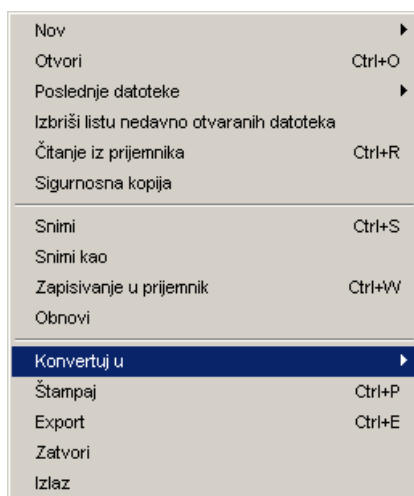 Nov
Otvori Ctrl+O
Poslednje datoteke
Izbriši listu nedavno otvaranih datoteka
Čitanje iz prijemnika Ctrl+R
Sigurnosna kopija
Snimi Ctrl+S
Snimi kao
Zapisivanje u prijemnik Ctrl+W
Obnovi
Konvertuj u
Štampaj Ctrl+P
Export Ctrl+E
Zatvori
Izlaz